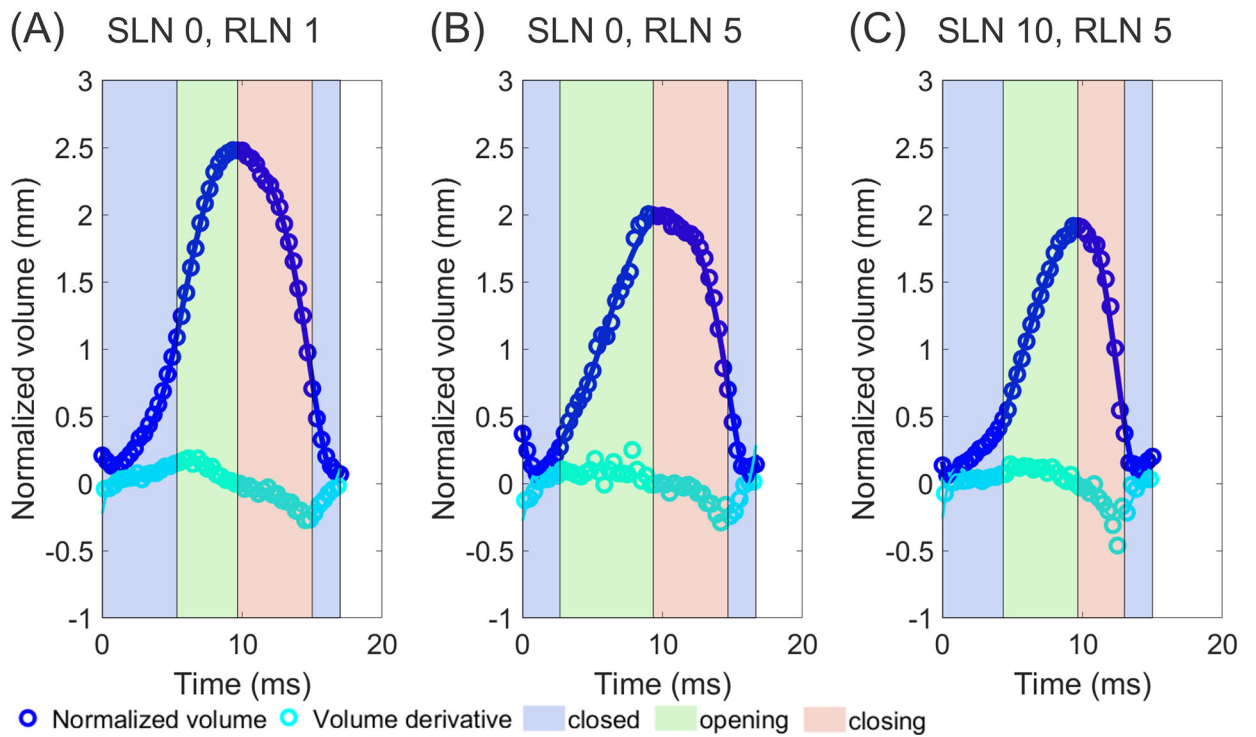 (A) SLN 0, RLN 1
(B) SLN 0, RLN 5
(C) SLN 10, RLN 5
Normalized volume (mm)
3
2.5
2
1.5
1
0.5
0
-0.5
-1
0 10 20
Time (ms)
Normalized volume (mm)
3
2.5
2
1.5
1
0.5
0
-0.5
-1
0 10 20
Time (ms)
Normalized volume (mm)
3
2.5
2
1.5
1
0.5
0
-0.5
-1
0 10 20
Time (ms)
Normalized volume Volume derivative closed opening closing